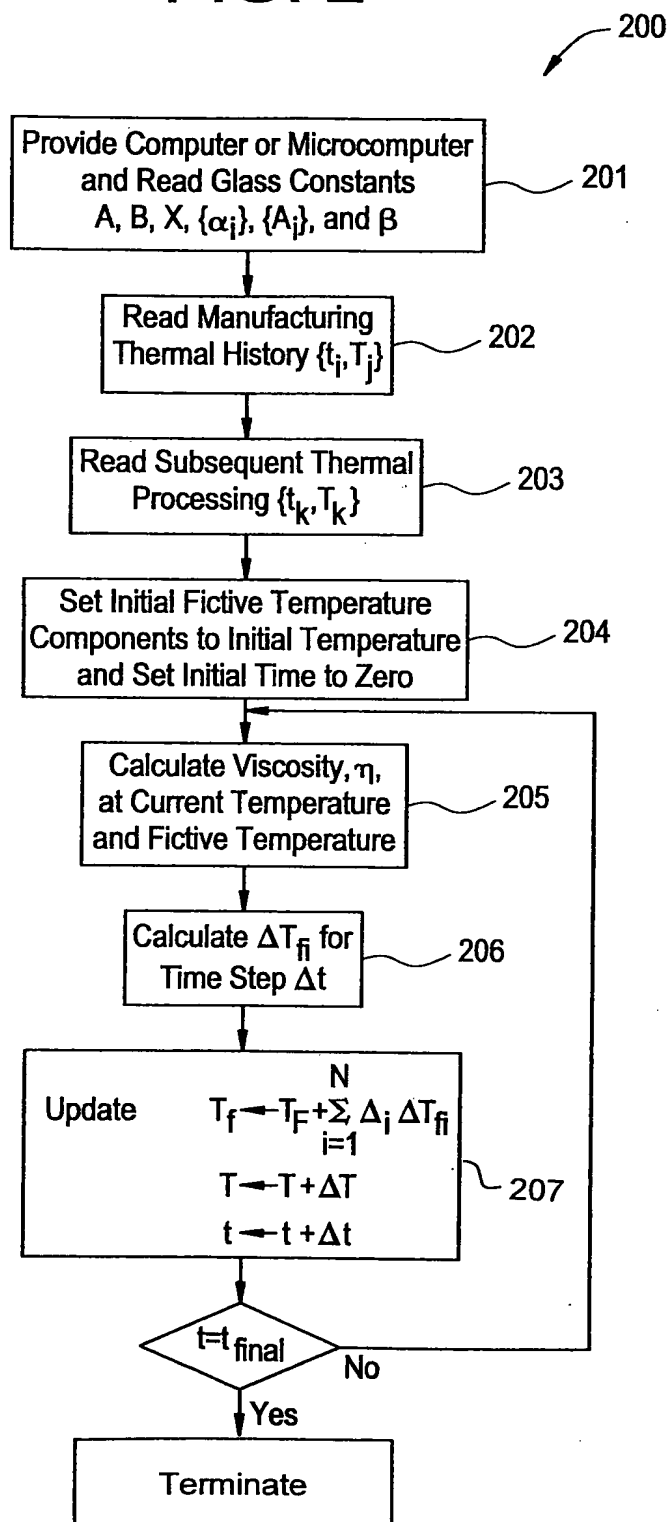 200
Provide Computer or Microcomputer
and Read Glass Constants
A, B, X, {αi}, {Ai}, and β
201
Read Manufacturing
Thermal History {ti,Tj}
202
Read Subsequent Thermal
Processing {tk,Tk}
203
Set Initial Fictive Temperature
Components to Initial Temperature
and Set Initial Time to Zero
204
Calculate Viscosity, η,
at Current Temperature
and Fictive Temperature
205
Calculate ΔTfi for
Time Step Δt
206
N
Update Tf←TF+Σ Δi ΔTfi
i=1
T←T+ΔT
t←t+Δt
207
t=tfinal
No
Yes
Terminate